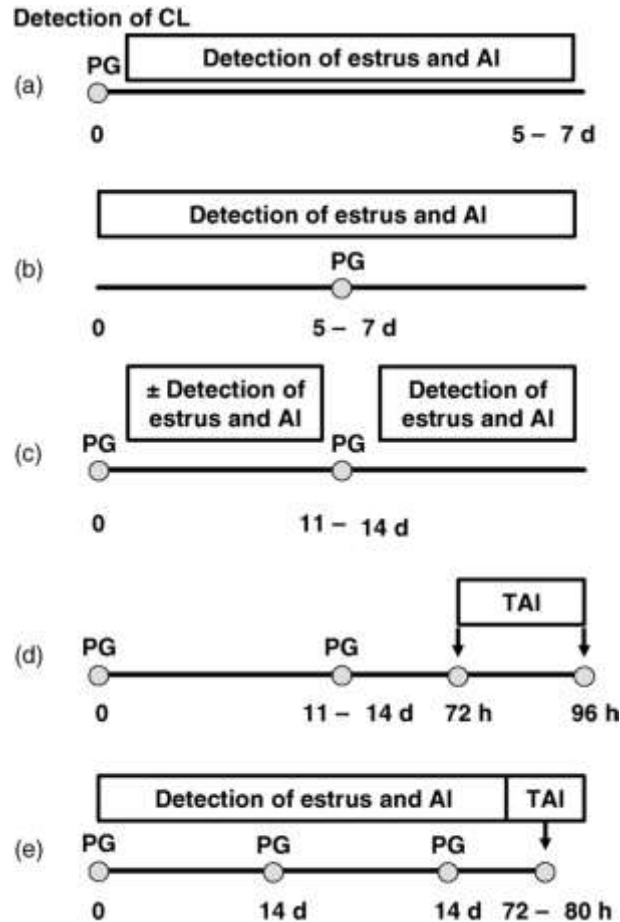 Detection of CL
PG Detection of estrus and AI
(a)
0 5 – 7 d
Detection of estrus and AI
PG
(b)
0 5 – 7 d
± Detection of estrus and AI
Detection of estrus and AI
PG PG
(c)
0 11 – 14 d
TAI
PG PG
(d)
0 11 – 14 d 72 h 96 h
Detection of estrus and AI TAI
PG PG PG
(e)
0 14 d 14 d 72 – 80 h